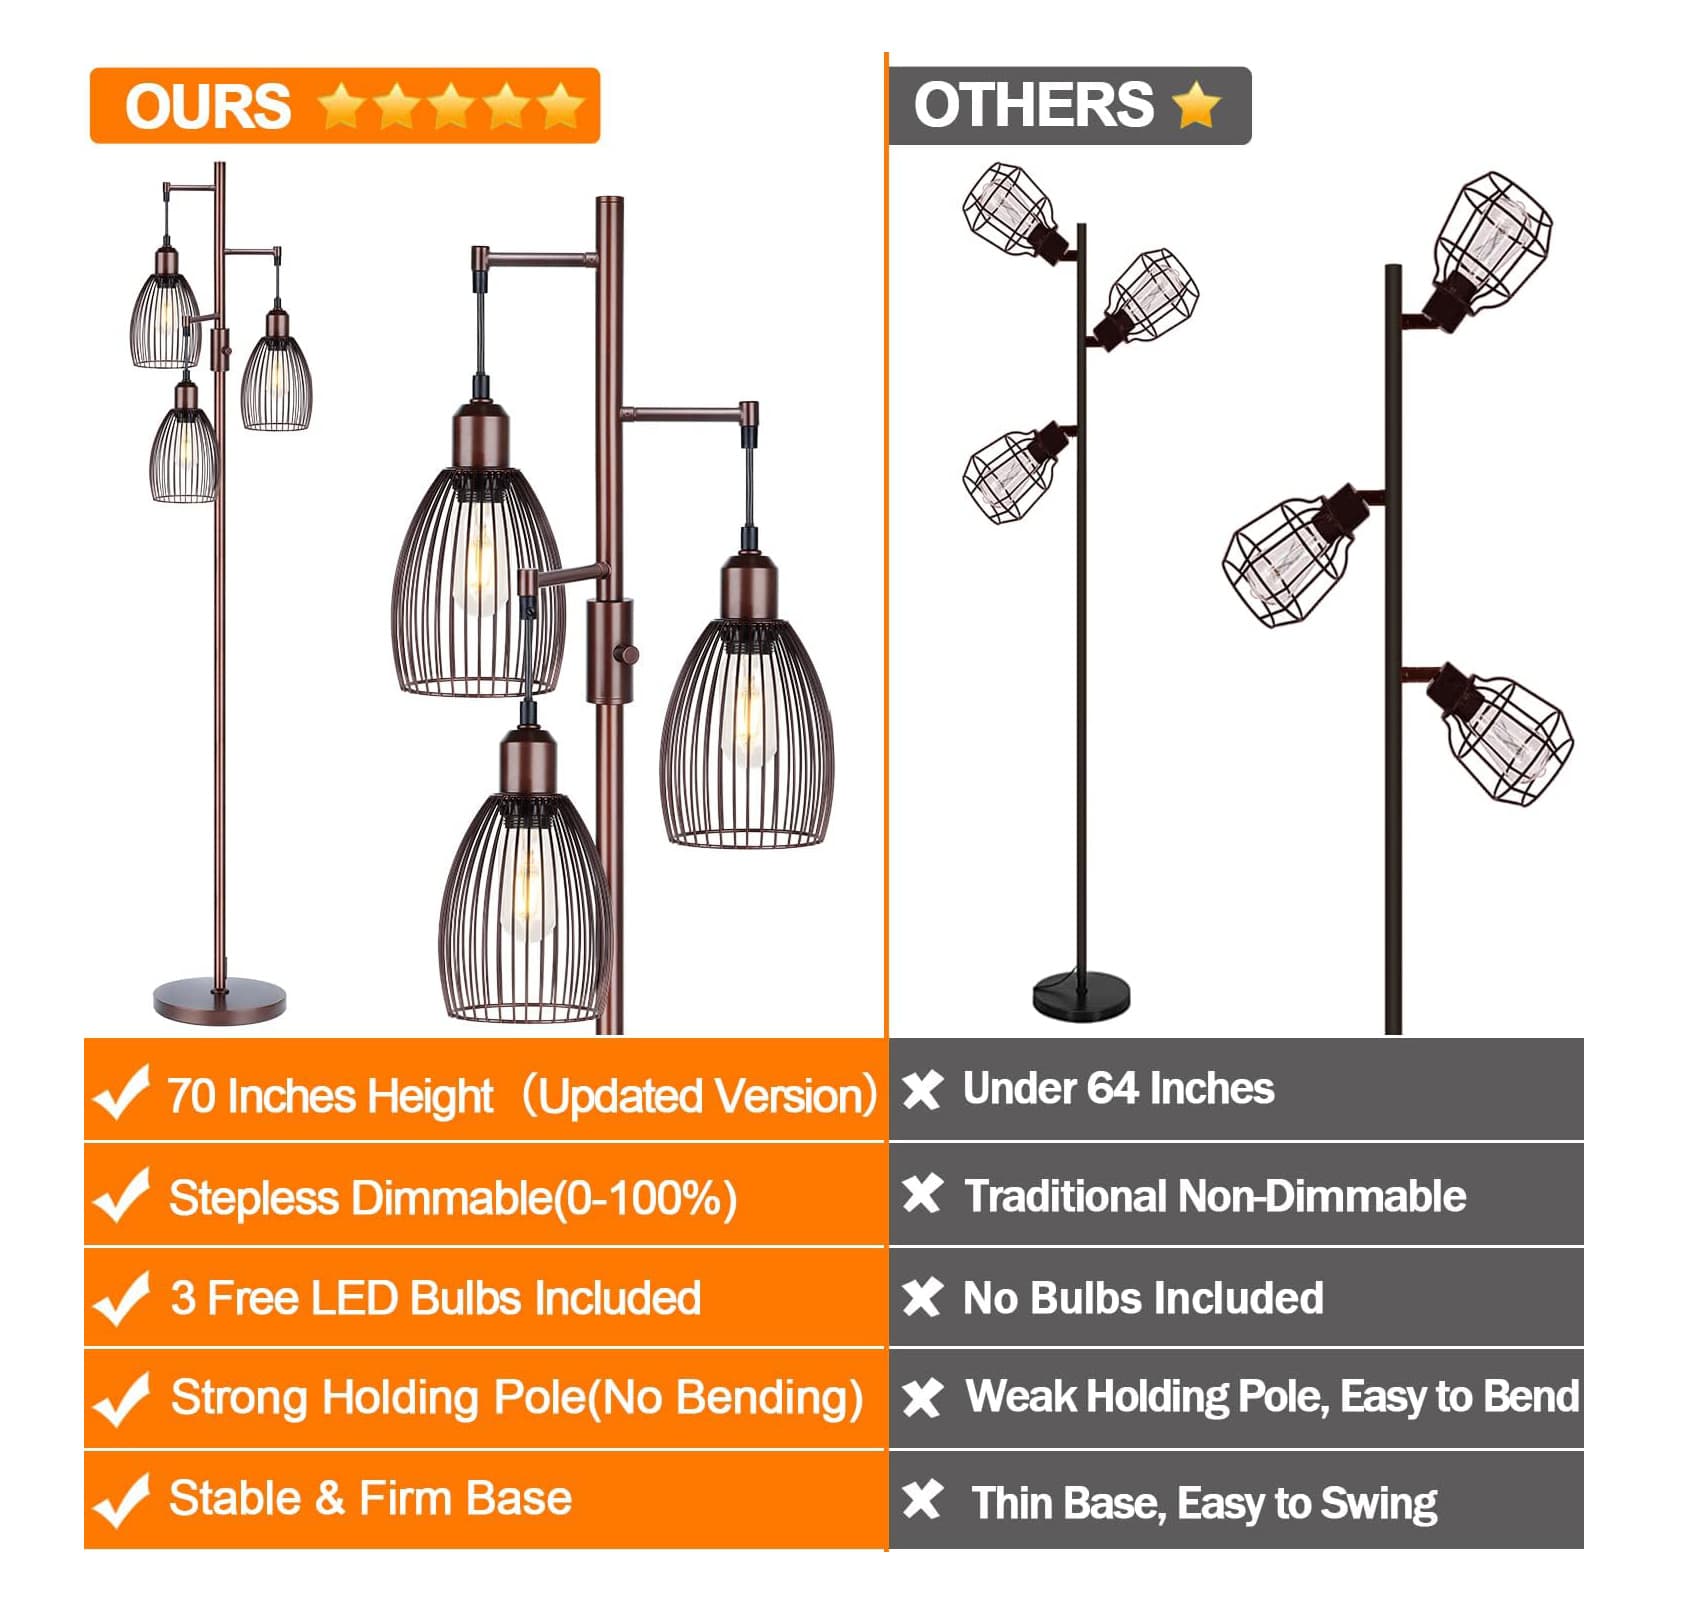 OURS
OTHERS
70 Inches Height（Updated Version）
Under 64 Inches
Stepless Dimmable(0-100%)
Traditional Non-Dimmable
3 Free LED Bulbs Included
No Bulbs Included
Strong Holding Pole(No Bending)
Weak Holding Pole, Easy to Bend
Stable & Firm Base
Thin Base, Easy to Swing